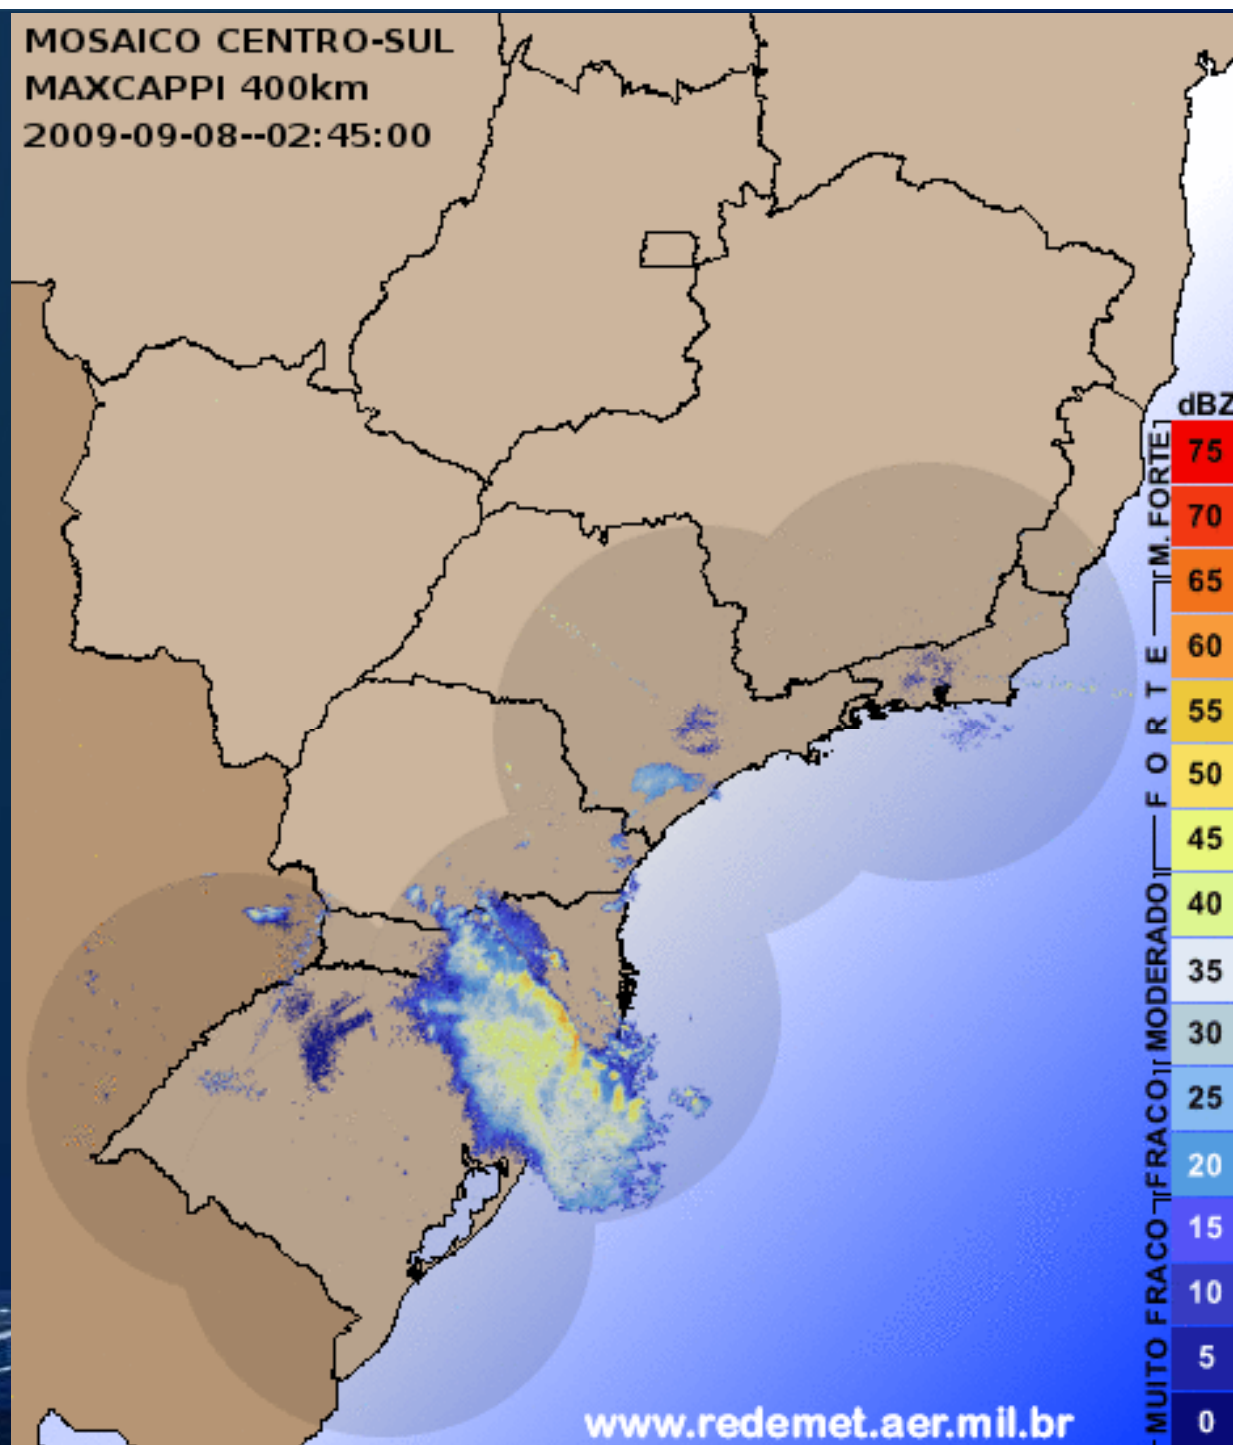 MOSAICO CENTRO-SUL
MAXCAPPI 400km
2009-09-08--02:45:00
dBZ
75
70
65
60
55
50
45
40
35
30
25
20
15
10
5
0
M. FORTE
FORTE
MODERADO
FRACO
MUITO FRACO
www.redemet.aer.mil.br